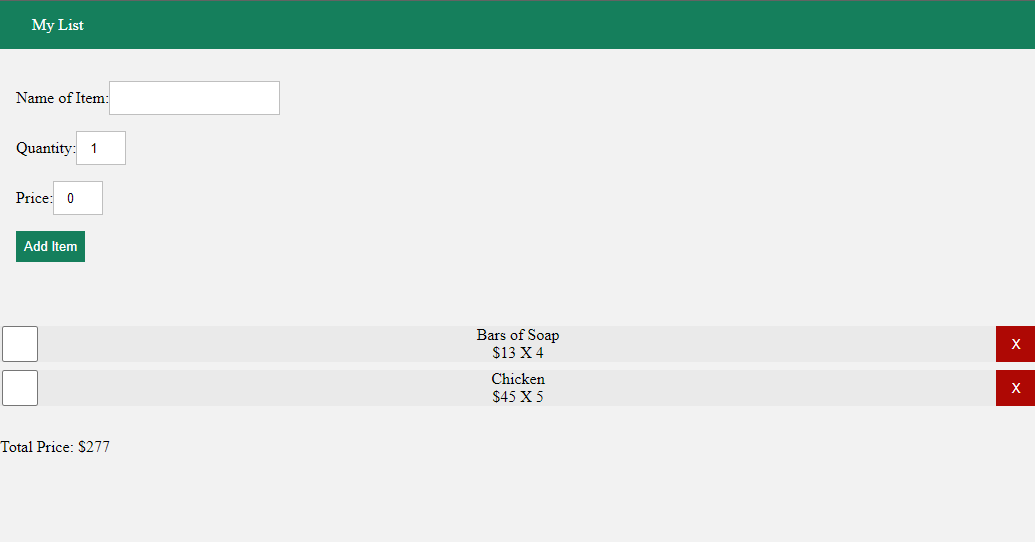 My List
Name of Item:
Quantity: 1
Price: 0
Add Item
Bars of Soap
$13 X 4
X
Chicken
$45 X 5
X
Total Price: $277